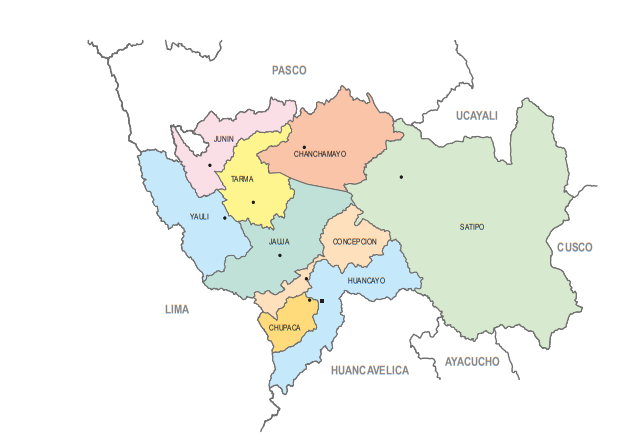 PASCO
UCAYALI
JUNIN
CHANCHAMAYO
TARMA
YAULI
SATIPO
JAUJA
CONCEPCION
CUSCO
HUANCAYO
LIMA
CHUPACA
AYACUCHO
HUANCAVELICA